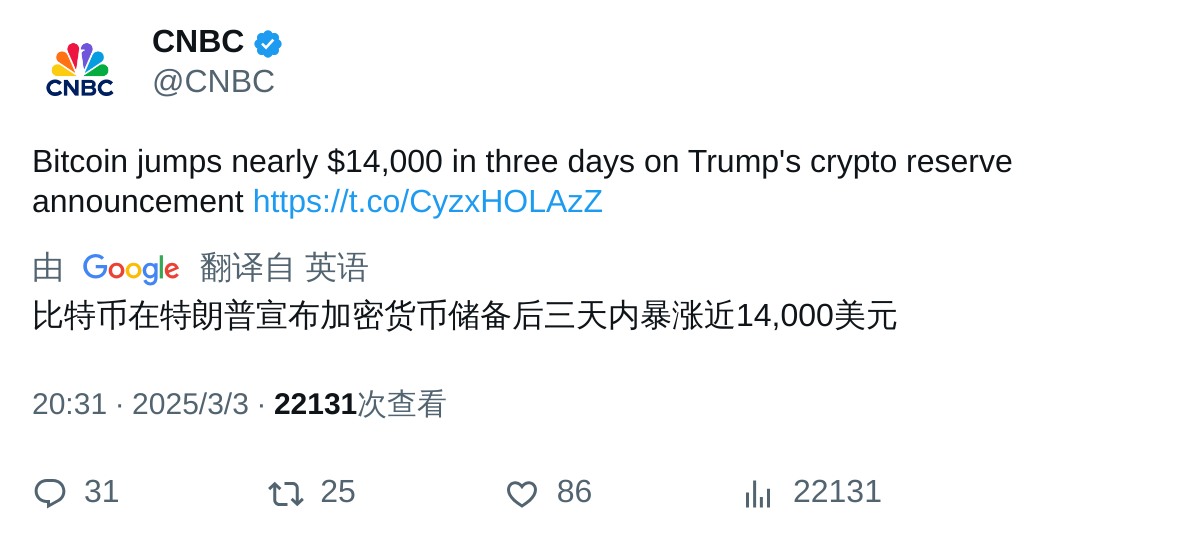 CNBC
CNBC
@CNBC
Bitcoin jumps nearly $14,000 in three days on Trump's crypto reserve
announcement https://t.co/CyzxHOLAzZ
由 Google 翻译自 英语
比特币在特朗普宣布加密货币储备后三天内暴涨近14,000美元
20:31 · 2025/3/3 · 22131次查看
31 25 86 22131